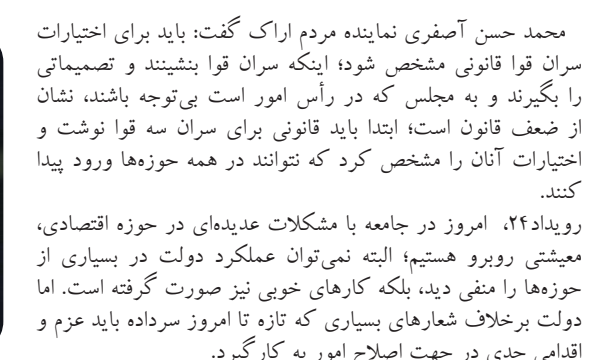 محمد حسن آصفری نماینده مردم اراک گفت: باید برای اختیارات
سران قوا قانونی مشخص شود؛ اینکه سران قوا بنشینند و تصمیماتی
را بگیرند و به مجلس که در رأس امور است بی‌توجه باشند، نشان
از ضعف قانون است؛ ابتدا باید قانونی برای سران سه قوا نوشت و
اختیارات آنان را مشخص کرد که نتوانند در همه حوزه‌ها ورود پیدا
کنند.
رویداد۲۴، امروز در جامعه با مشکلات عدیده‌ای در حوزه اقتصادی،
معیشتی روبرو هستیم؛ البته نمی‌توان عملکرد دولت در بسیاری از
حوزه‌ها را منفی دید، بلکه کارهای خوبی نیز صورت گرفته است. اما
دولت برخلاف شعارهای بسیاری که تازه تا امروز سرداده باید عزم و
اقدامی جدی در جهت اصلاح امور به کار گیرد.